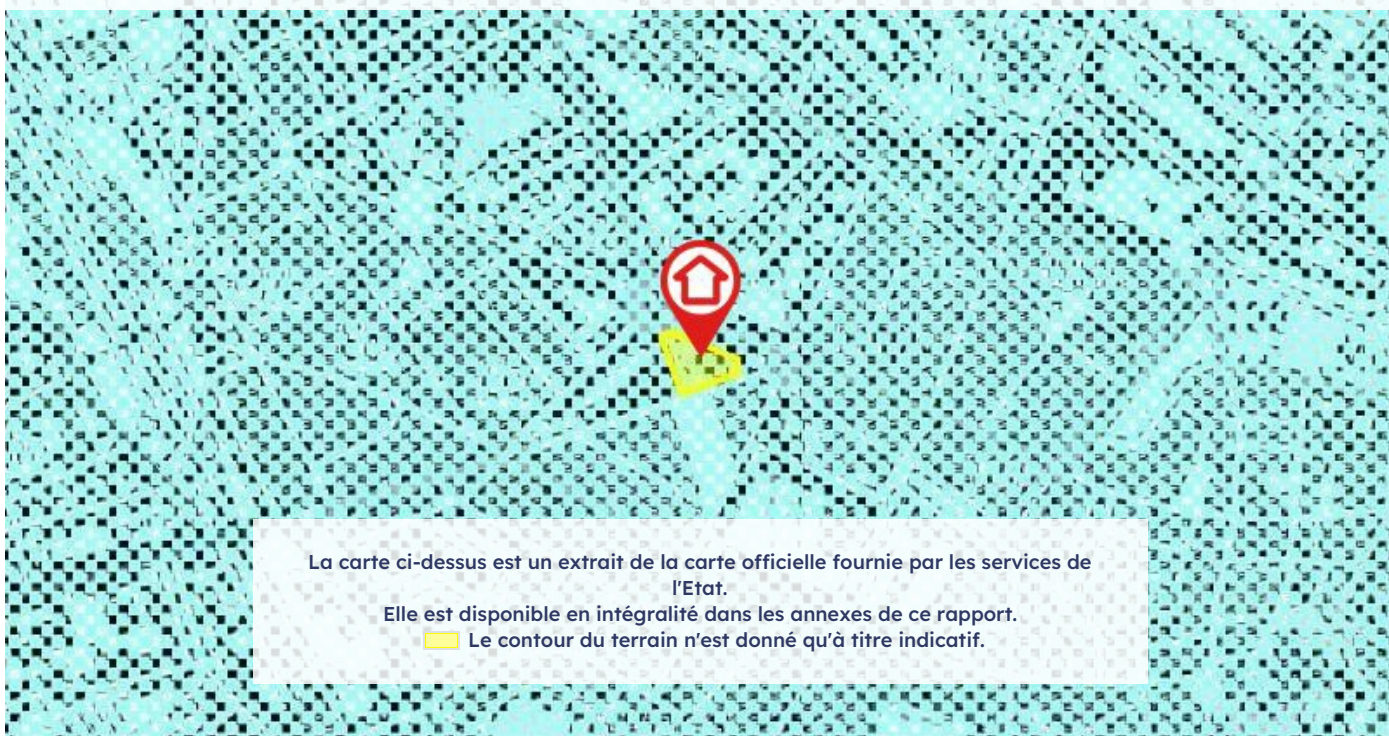 La carte ci-dessus est un extrait de la carte officielle fournie par les services de
l'Etat.
Elle est disponible en intégralité dans les annexes de ce rapport.
Le contour du terrain n'est donné qu'à titre indicatif.